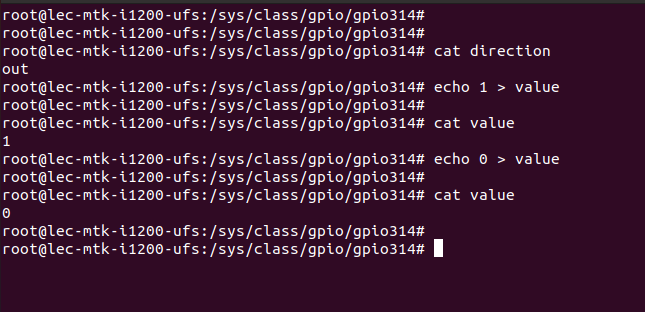 root@lec-mtk-i1200-ufs:/sys/class/gpio/gpio314#
root@lec-mtk-i1200-ufs:/sys/class/gpio/gpio314#
root@lec-mtk-i1200-ufs:/sys/class/gpio/gpio314# cat direction
out
root@lec-mtk-i1200-ufs:/sys/class/gpio/gpio314# echo 1 > value
root@lec-mtk-i1200-ufs:/sys/class/gpio/gpio314#
root@lec-mtk-i1200-ufs:/sys/class/gpio/gpio314# cat value
1
root@lec-mtk-i1200-ufs:/sys/class/gpio/gpio314# echo 0 > value
root@lec-mtk-i1200-ufs:/sys/class/gpio/gpio314#
root@lec-mtk-i1200-ufs:/sys/class/gpio/gpio314# cat value
0
root@lec-mtk-i1200-ufs:/sys/class/gpio/gpio314#
root@lec-mtk-i1200-ufs:/sys/class/gpio/gpio314#